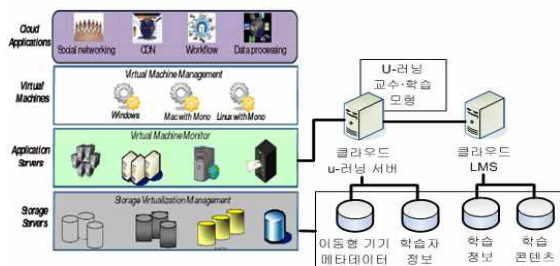 Cloud
Applications
Social networking
CDN
Workflow
Data processing
Virtual
Machines
Virtual Machine Management
Windows
Mac with Mono
Linux with Mono
Application
Servers
Virtual Machine Monitor
Storage
Servers
Storage Virtualization Management
U-러닝
교수·학습
모형
클라우드
u-러닝 서버
클라우드
LMS
이동형 기기
메타데이터
학습자
정보
학습
정보
학습
콘텐츠